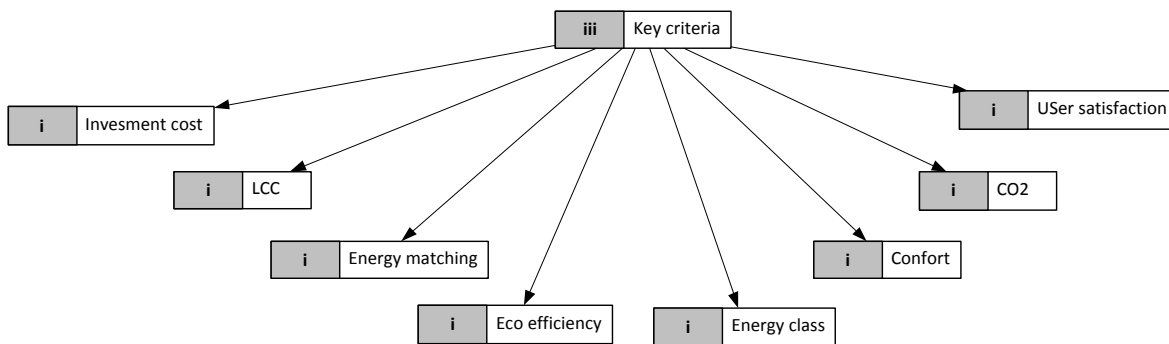 iii Key criteria
i Invesment cost
i USer satisfaction
i LCC
i CO2
i Energy matching
i Confort
i Eco efficiency
i Energy class